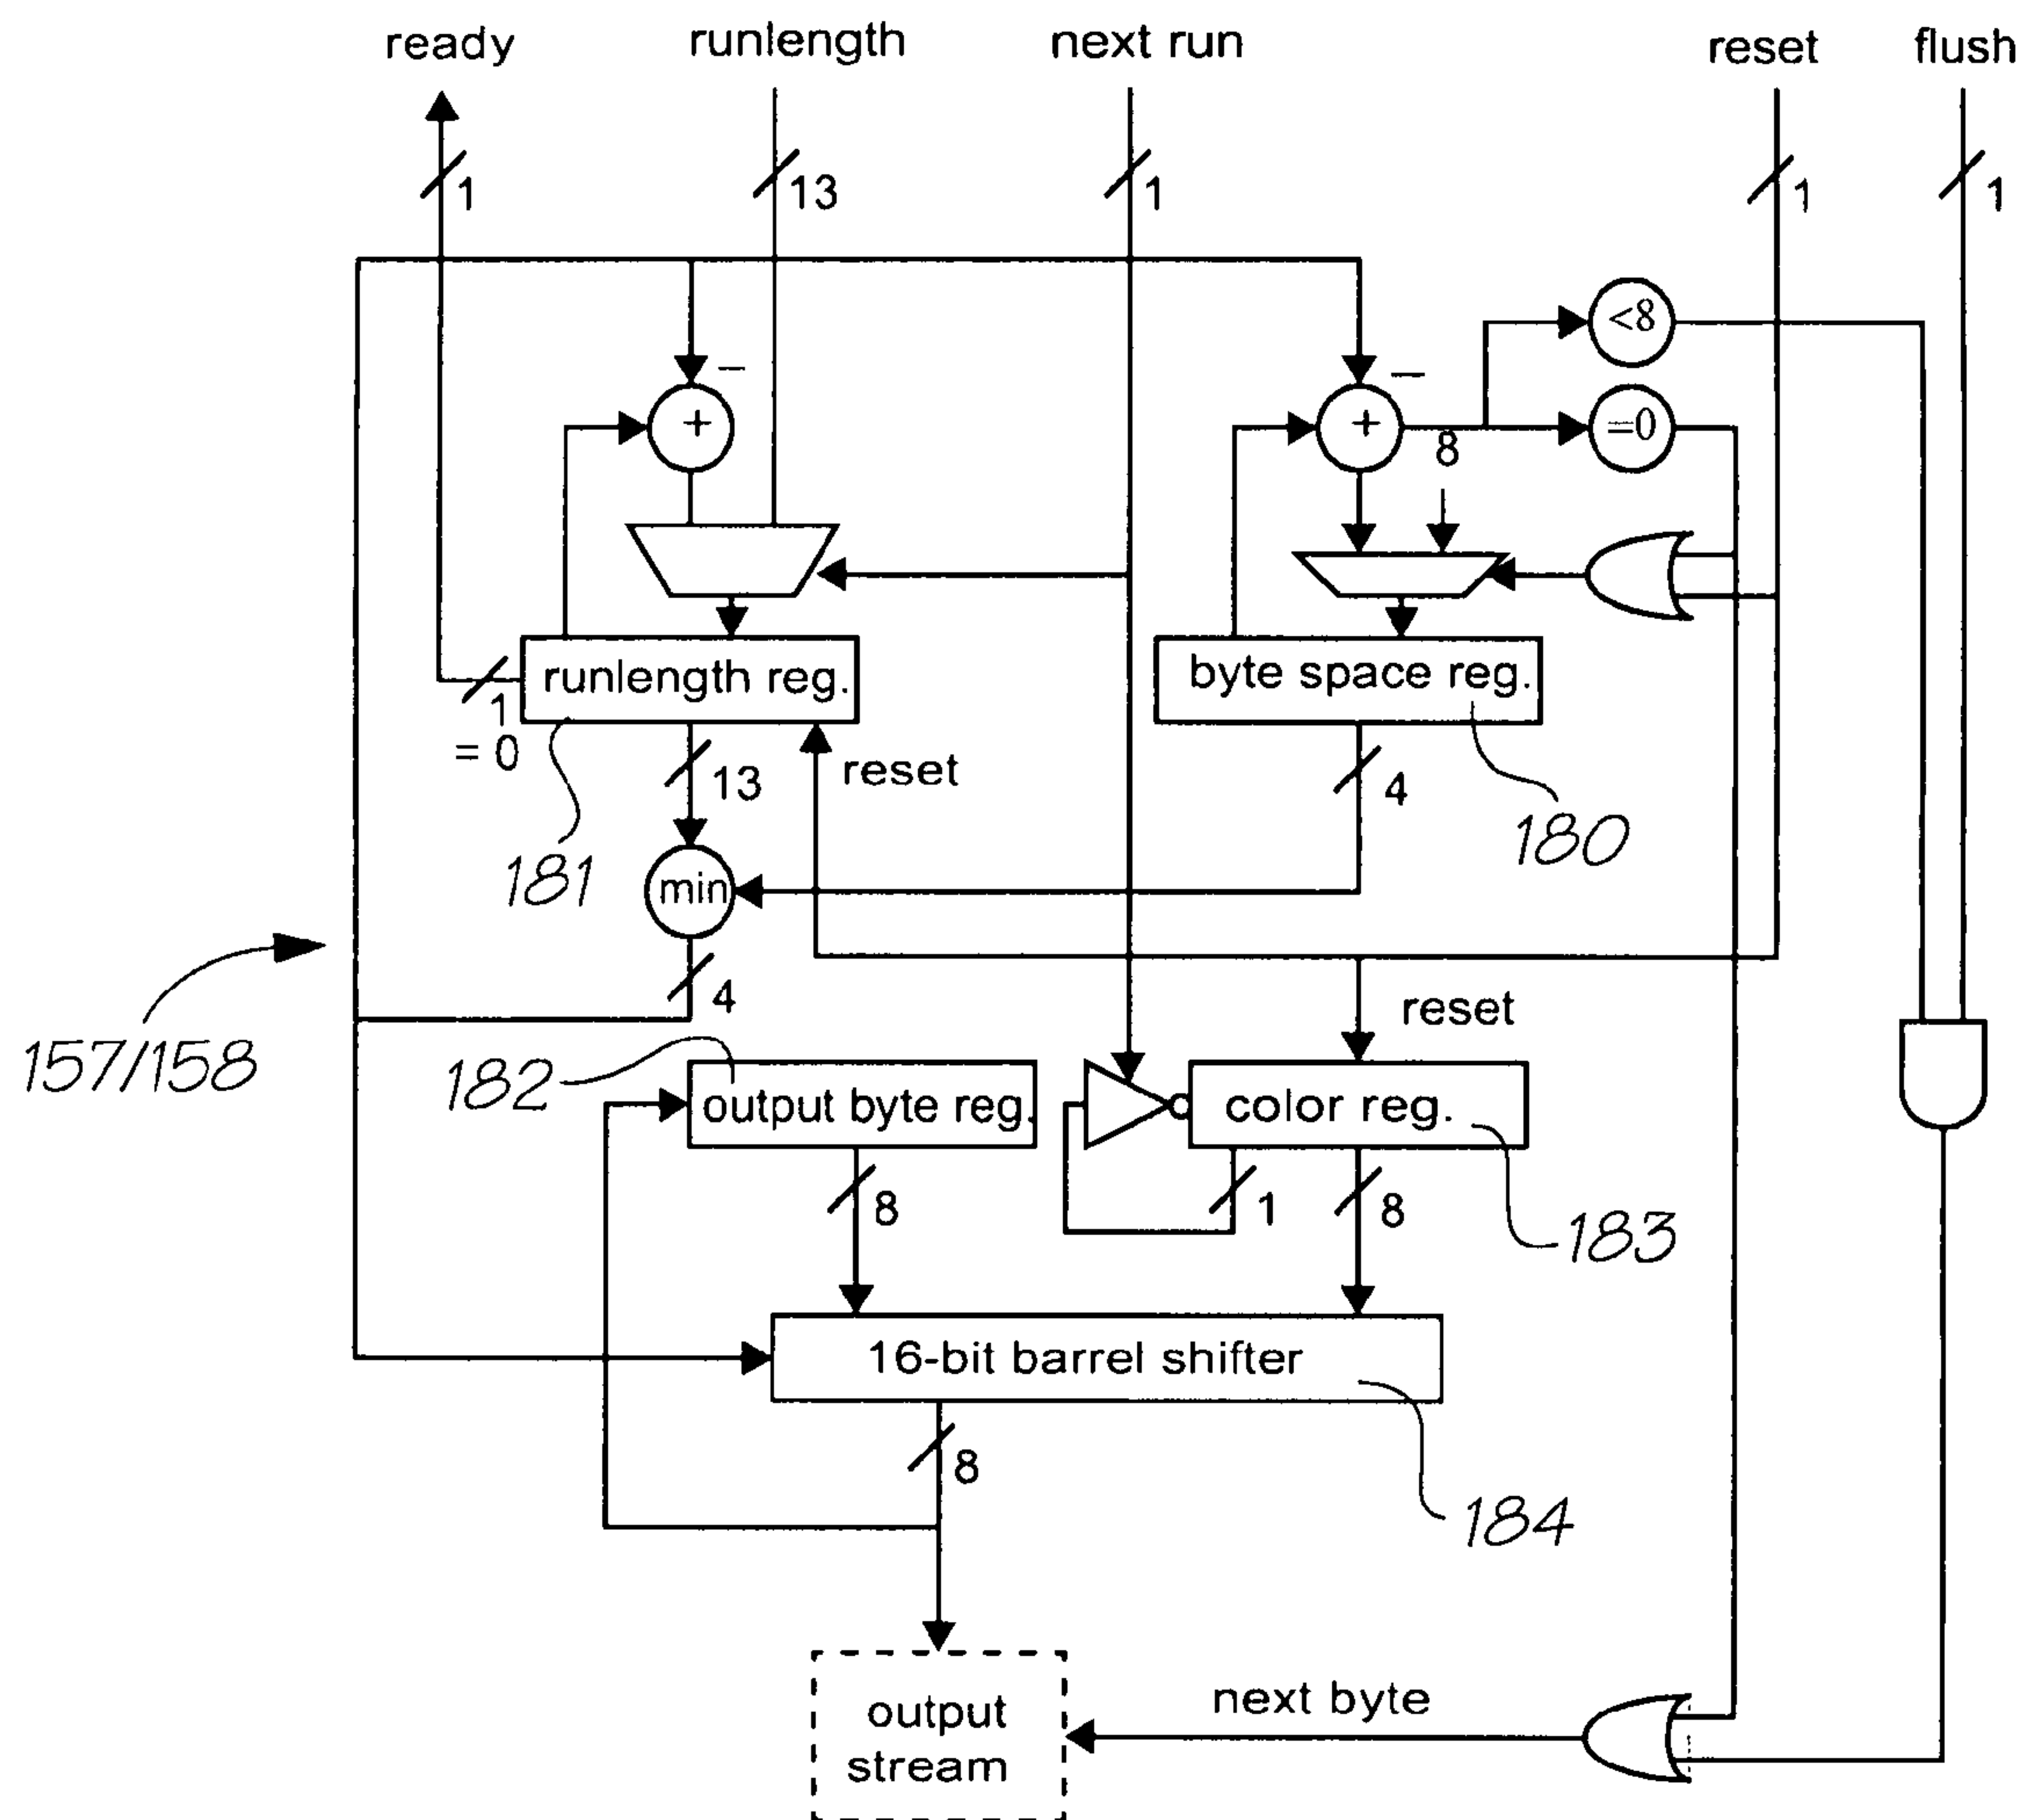 ready runlength next run reset flush
1 13 1 1 1
<8
− −
+ + =0
8
runlength reg. byte space reg.
1
= 0 13 reset 4
181 180
min
4
157/158 reset
182 output byte reg. color reg.
8 1 8
183
16-bit barrel shifter
8
184
next byte
output
stream